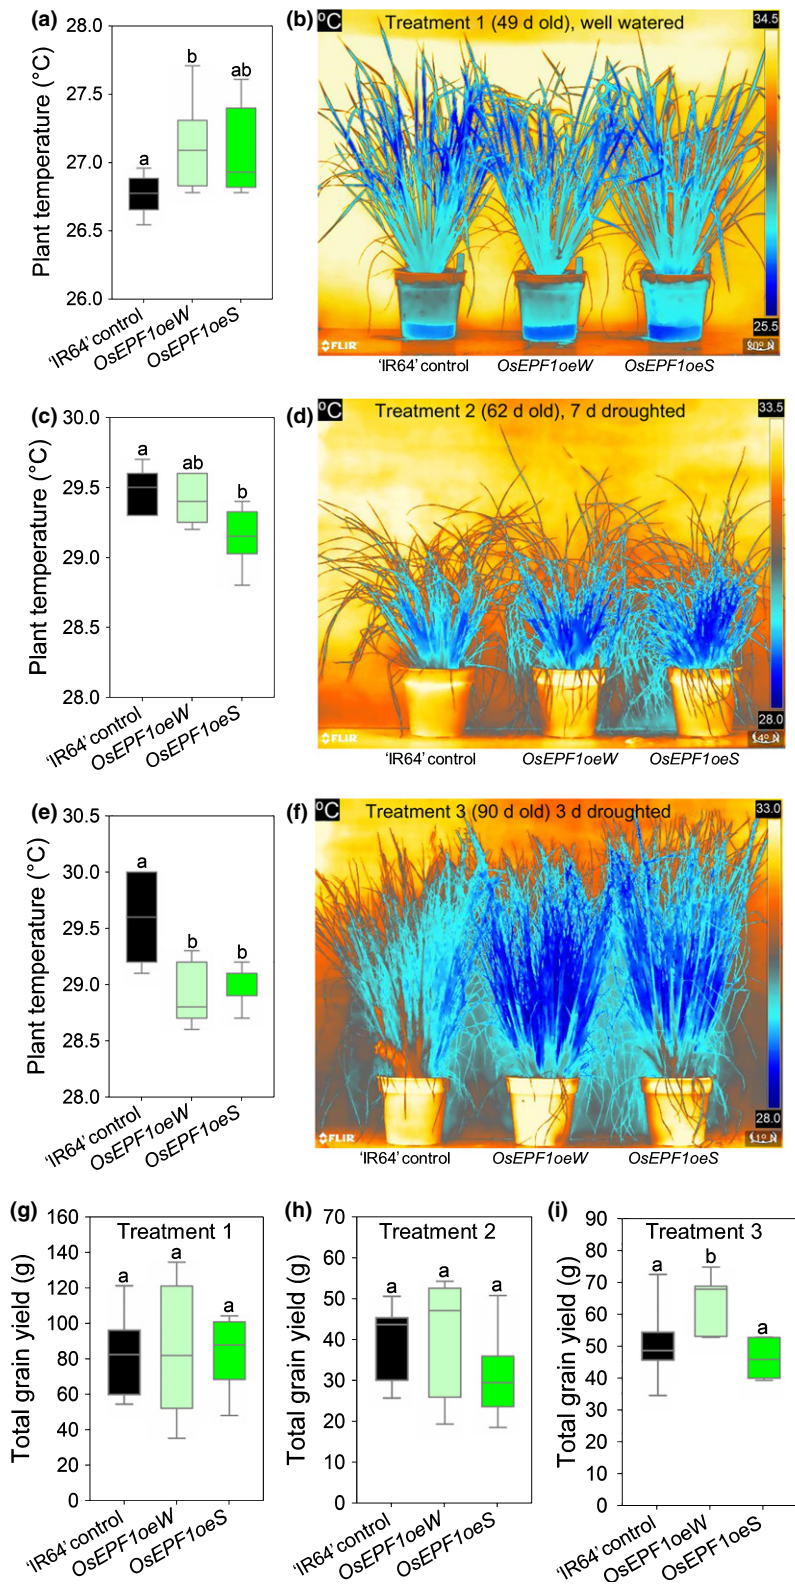 (a)
28.0
27.5
27.0
26.5
26.0
Plant temperature (°C)
a
b
ab
'IR64' control
OsEPF1oeW
OsEPF1oeS
(b)
ºC
Treatment 1 (49 d old), well watered
34.5
25.5
FLIR
'IR64' control
OsEPF1oeW
OsEPF1oeS
(c)
30.0
29.5
29.0
28.5
28.0
Plant temperature (°C)
a
ab
b
'IR64' control
OsEPF1oeW
OsEPF1oeS
(d)
ºC
Treatment 2 (62 d old), 7 d droughted
33.5
28.0
FLIR
'IR64' control
OsEPF1oeW
OsEPF1oeS
(e)
30.5
30.0
29.5
29.0
28.5
28.0
Plant temperature (°C)
a
b
b
'IR64' control
OsEPF1oeW
OsEPF1oeS
(f)
ºC
Treatment 3 (90 d old) 3 d droughted
33.0
28.0
FLIR
'IR64' control
OsEPF1oeW
OsEPF1oeS
(g)
Treatment 1
160
140
120
100
80
60
40
20
0
Total grain yield (g)
a
a
a
'IR64' control
OsEPF1oeW
OsEPF1oeS
(h)
Treatment 2
70
60
50
40
30
20
10
0
Total grain yield (g)
a
a
a
'IR64' control
OsEPF1oeW
OsEPF1oeS
(i)
Treatment 3
90
80
70
60
50
40
30
20
10
0
Total grain yield (g)
a
b
a
'IR64' control
OsEPF1oeW
OsEPF1oeS